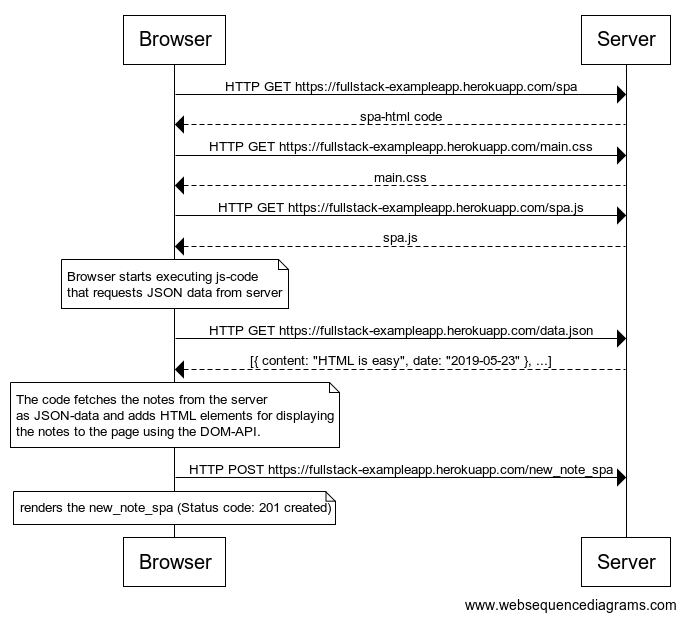 Browser
Server
HTTP GET https://fullstack-exampleapp.herokuapp.com/spa
spa-html code
HTTP GET https://fullstack-exampleapp.herokuapp.com/main.css
main.css
HTTP GET https://fullstack-exampleapp.herokuapp.com/spa.js
spa.js
Browser starts executing js-code
that requests JSON data from server
HTTP GET https://fullstack-exampleapp.herokuapp.com/data.json
[{ content: "HTML is easy", date: "2019-05-23" }, ...]
The code fetches the notes from the server
as JSON-data and adds HTML elements for displaying
the notes to the page using the DOM-API.
HTTP POST https://fullstack-exampleapp.herokuapp.com/new_note_spa
renders the new_note_spa (Status code: 201 created)
Browser
Server
www.websequencediagrams.com